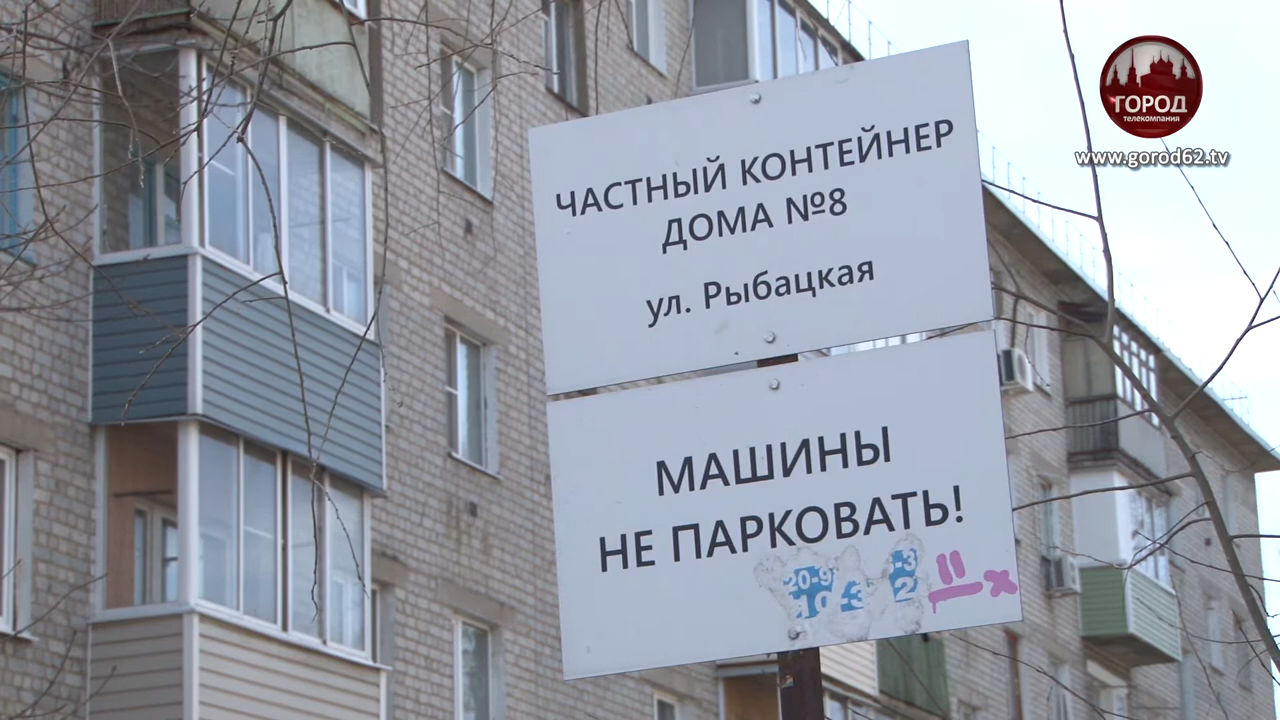 ГОРОД
телекомпания
www.gorod62.tv
ЧАСТНЫЙ КОНТЕЙНЕР
ДОМА №8
ул. Рыбацкая
МАШИНЫ
НЕ ПАРКОВАТЬ!